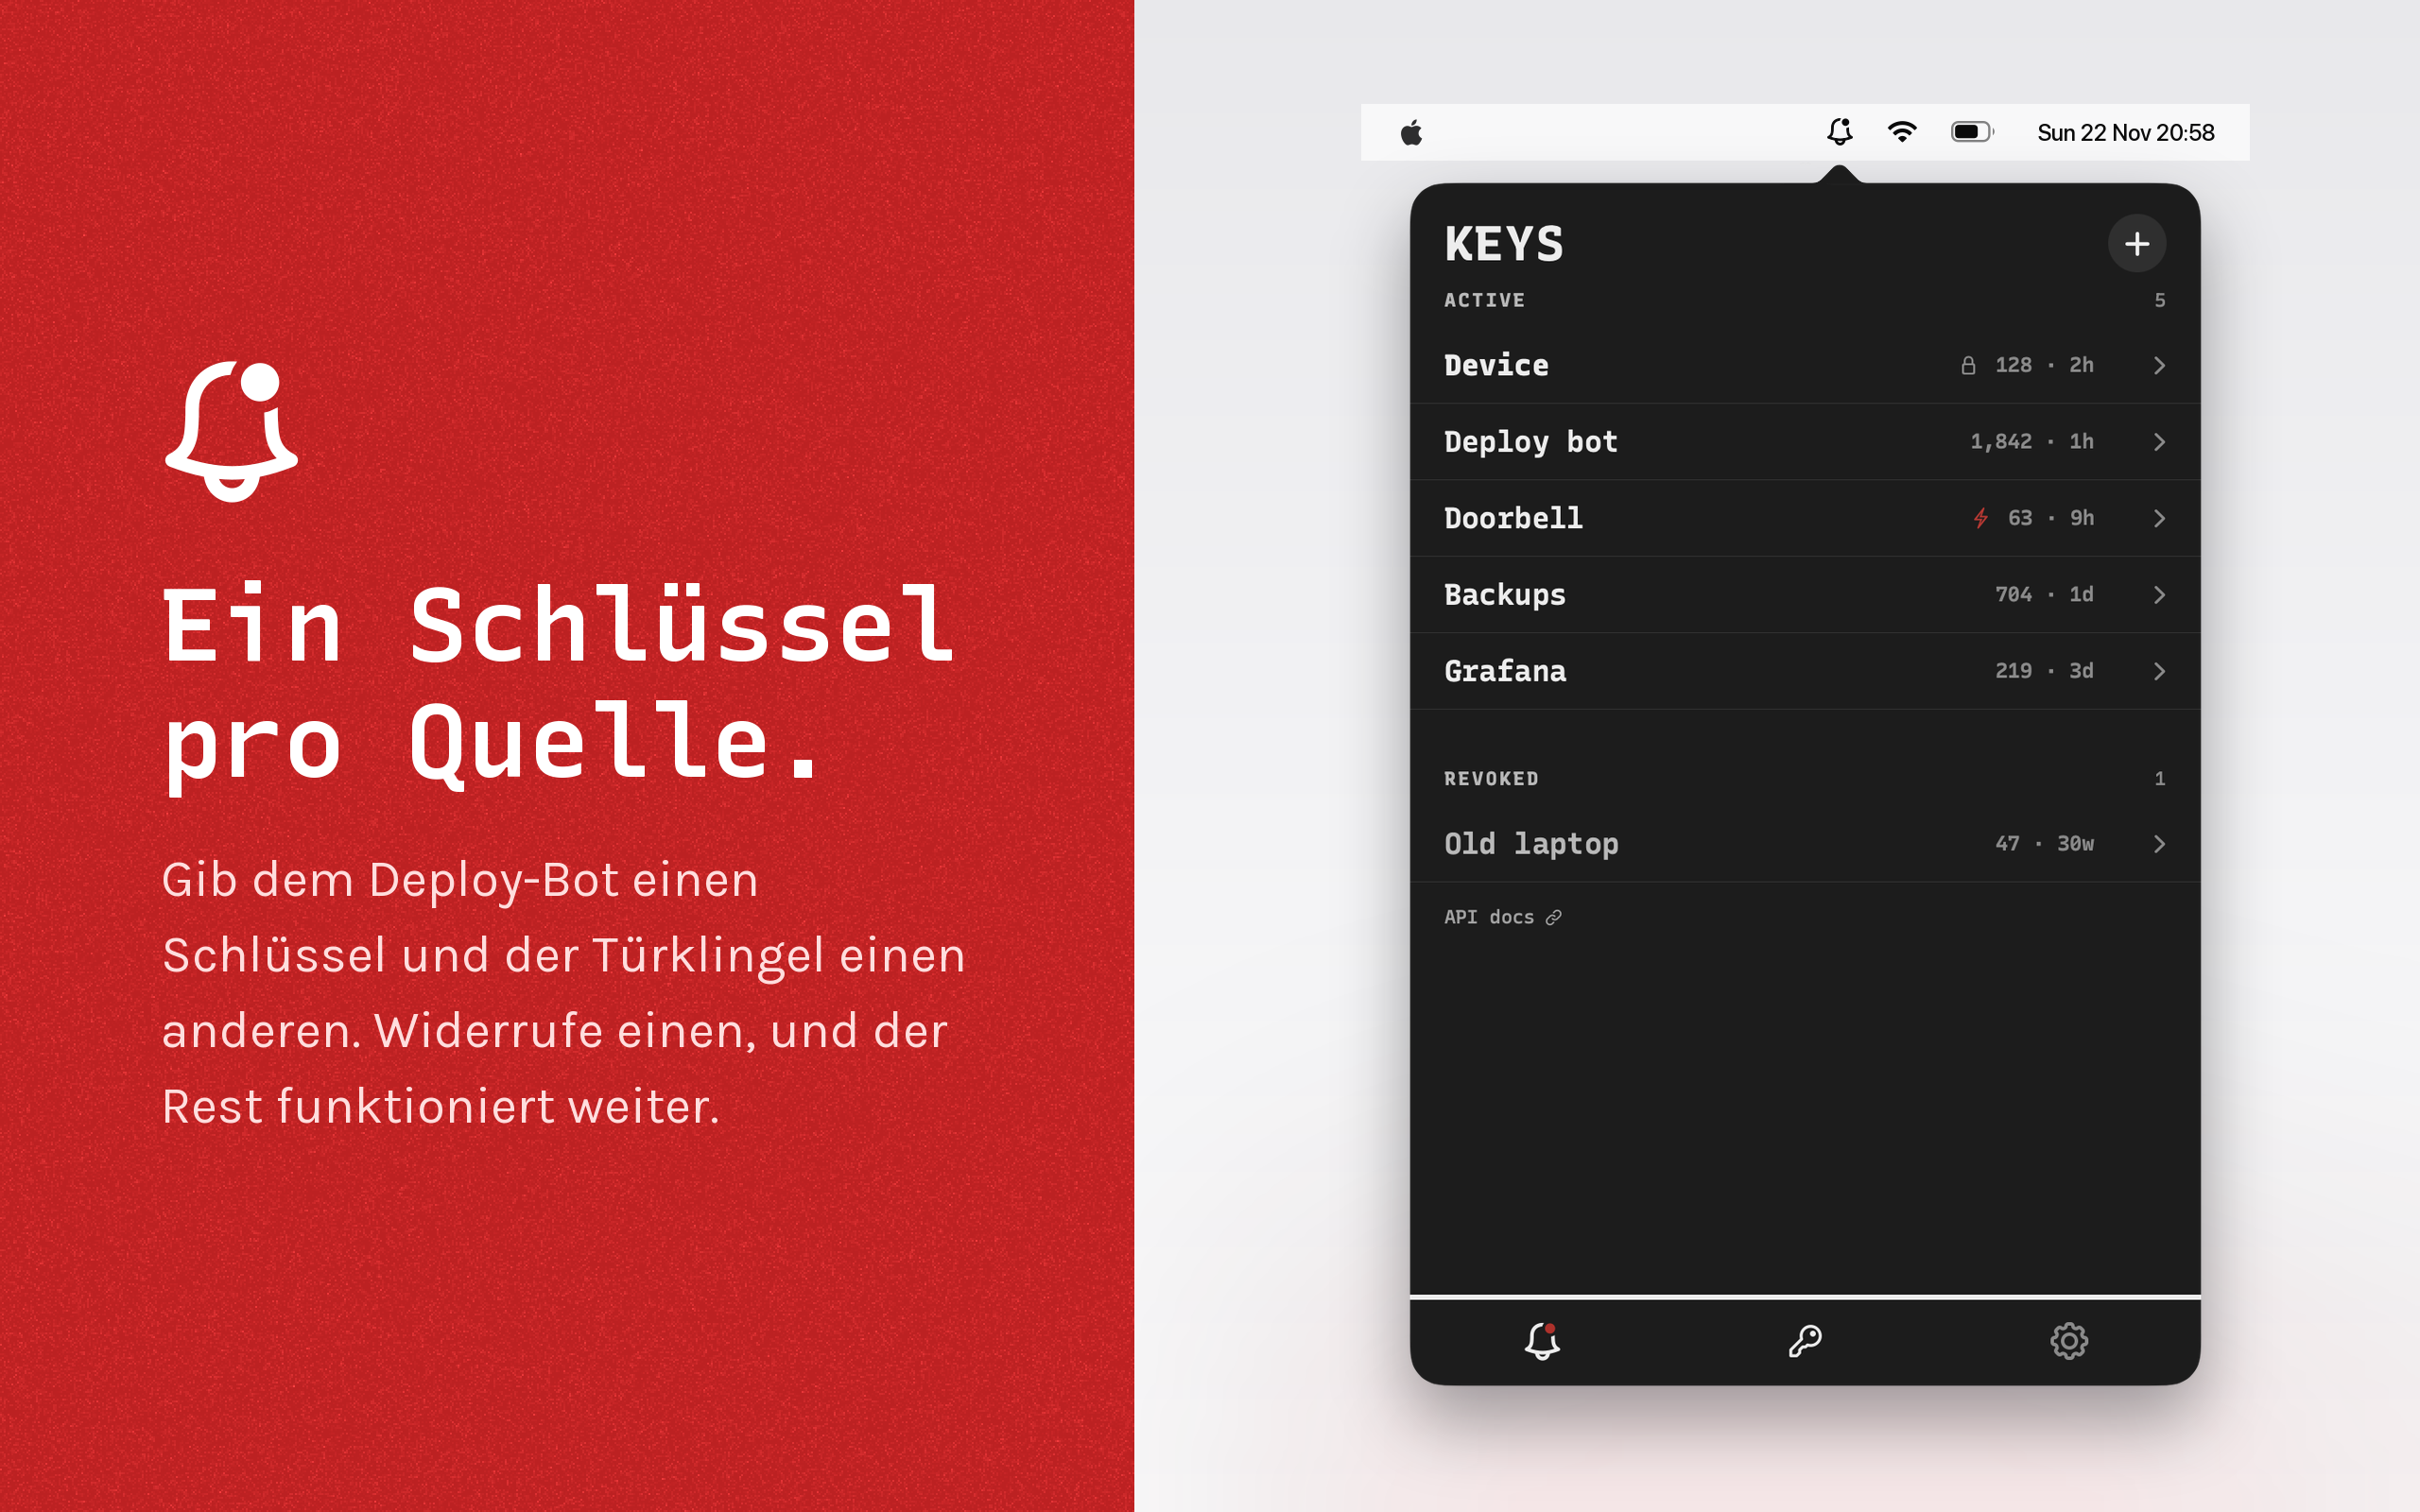 Ein Schlüssel
pro Quelle.
Gib dem Deploy-Bot einen
Schlüssel und der Türklingel einen
anderen. Widerrufe einen, und der
Rest funktioniert weiter.
Sun 22 Nov 20:58
KEYS
ACTIVE 5
Device 128 · 2h
Deploy bot 1,842 · 1h
Doorbell 63 · 9h
Backups 704 · 1d
Grafana 219 · 3d
REVOKED 1
Old laptop 47 · 30w
API docs